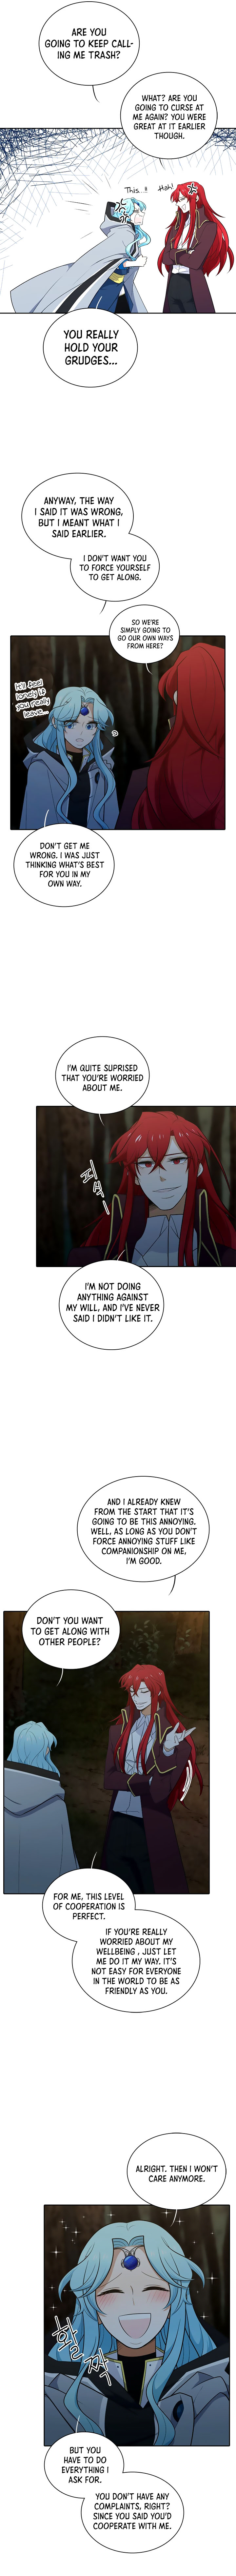 ARE YOU
GOING TO KEEP CALL-
ING ME TRASH?
WHAT? ARE YOU
GOING TO CURSE AT
ME AGAIN? YOU WERE
GREAT AT IT EARLIER
THOUGH.
This...!!
Hah!
YOU REALLY
HOLD YOUR
GRUDGES...
ANYWAY, THE WAY
I SAID IT WAS WRONG,
BUT I MEANT WHAT I
SAID EARLIER.
I DON'T WANT YOU
TO FORCE YOURSELF
TO GET ALONG.
SO WE'RE
SIMPLY GOING TO
GO OUR OWN WAYS
FROM HERE?
It'll feel
lonely if
you really
leave...
DON'T GET ME
WRONG. I WAS JUST
THINKING WHAT'S BEST
FOR YOU IN MY
OWN WAY.
I'M QUITE SUPRISED
THAT YOU'RE WORRIED
ABOUT ME.
I'M NOT DOING
ANYTHING AGAINST
MY WILL, AND I'VE NEVER
SAID I DIDN'T LIKE IT.
AND I ALREADY KNEW
FROM THE START THAT IT'S
GOING TO BE THIS ANNOYING.
WELL, AS LONG AS YOU DON'T
FORCE ANNOYING STUFF LIKE
COMPANIONSHIP ON ME,
I'M GOOD.
DON'T YOU WANT
TO GET ALONG WITH
OTHER PEOPLE?
FOR ME, THIS LEVEL
OF COOPERATION IS
PERFECT.
IF YOU'RE REALLY
WORRIED ABOUT MY
WELLBEING , JUST LET
ME DO IT MY WAY. IT'S
NOT EASY FOR EVERYONE
IN THE WORLD TO BE AS
FRIENDLY AS YOU.
ALRIGHT. THEN I WON'T
CARE ANYMORE.
BUT YOU
HAVE TO DO
EVERYTHING I
ASK FOR.
YOU DON'T HAVE ANY
COMPLAINTS, RIGHT?
SINCE YOU SAID YOU'D
COOPERATE WITH ME.